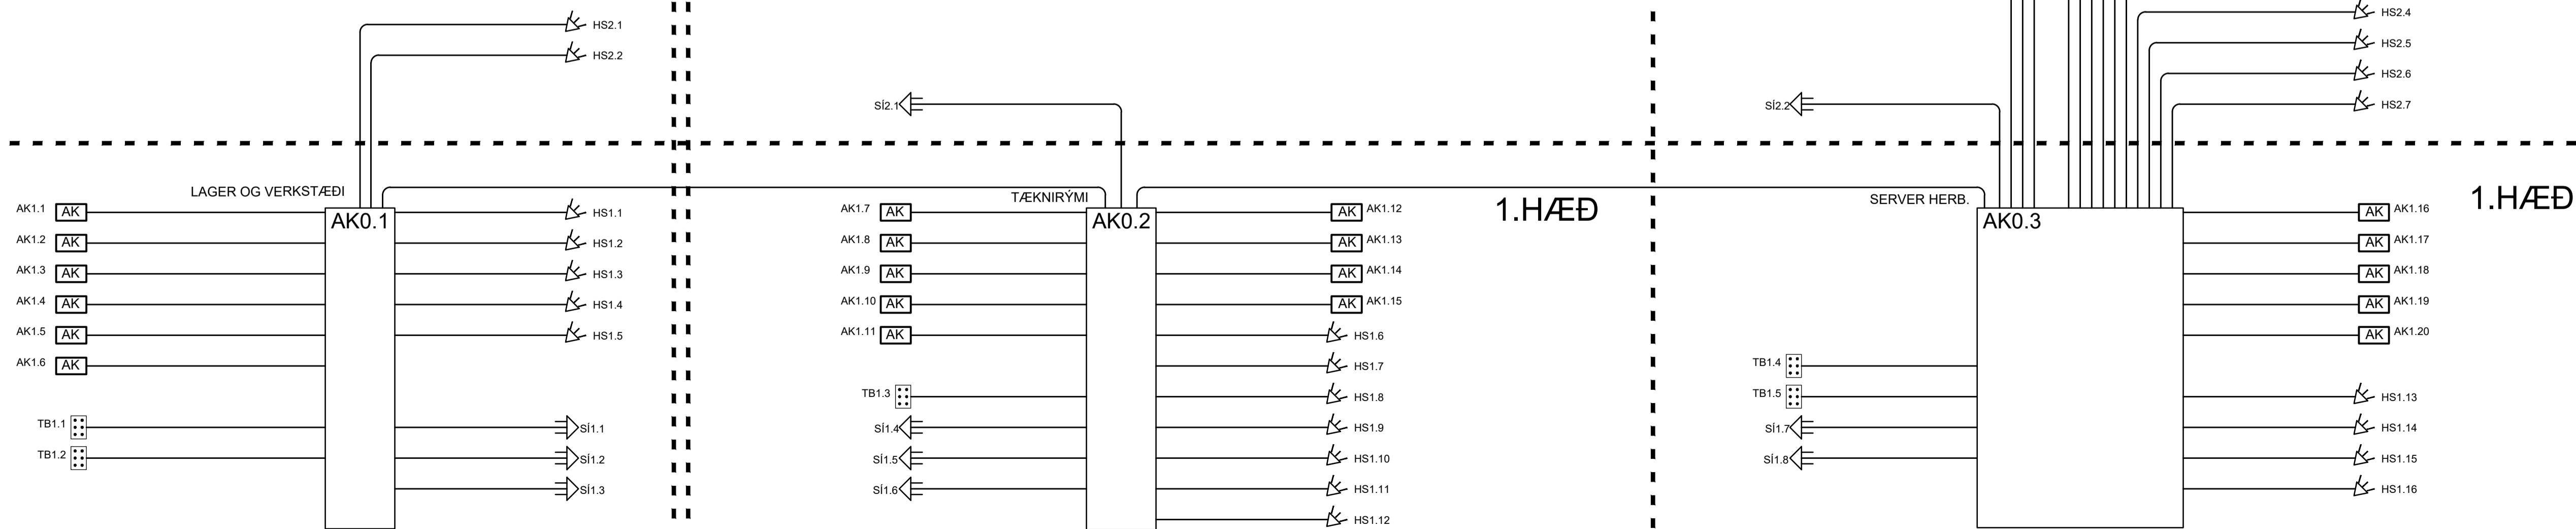 HS2.1
HS2.2
SÍ2.1
SÍ2.2
HS2.4
HS2.5
HS2.6
HS2.7
LAGER OG VERKSTÆÐI
AK0.1
AK1.1 AK
AK1.2 AK
AK1.3 AK
AK1.4 AK
AK1.5 AK
AK1.6 AK
TB1.1
TB1.2
HS1.1
HS1.2
HS1.3
HS1.4
HS1.5
SÍ1.1
SÍ1.2
SÍ1.3
TÆKNIRÝMI
AK0.2
AK1.7 AK
AK1.8 AK
AK1.9 AK
AK1.10 AK
AK1.11 AK
TB1.3
SÍ1.4
SÍ1.5
SÍ1.6
AK AK1.12
AK AK1.13
AK AK1.14
AK AK1.15
HS1.6
HS1.7
HS1.8
HS1.9
HS1.10
HS1.11
HS1.12
1.HÆÐ
SERVER HERB.
AK0.3
TB1.4
TB1.5
SÍ1.7
SÍ1.8
AK AK1.16
AK AK1.17
AK AK1.18
AK AK1.19
AK AK1.20
HS1.13
HS1.14
HS1.15
HS1.16
1.HÆÐ